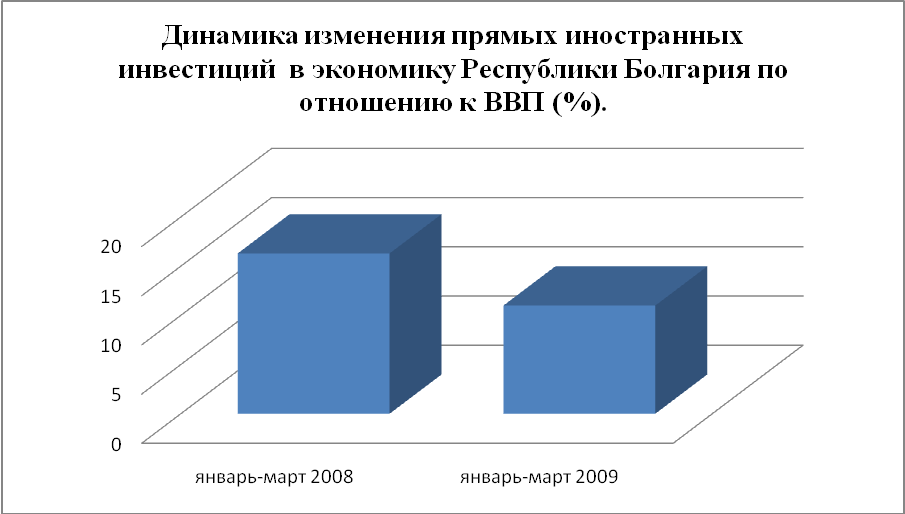 Динамика изменения прямых иностранных
инвестиций в экономику Республики Болгария по
отношению к ВВП (%).
20
15
10
5
0
январь-март 2008
январь-март 2009